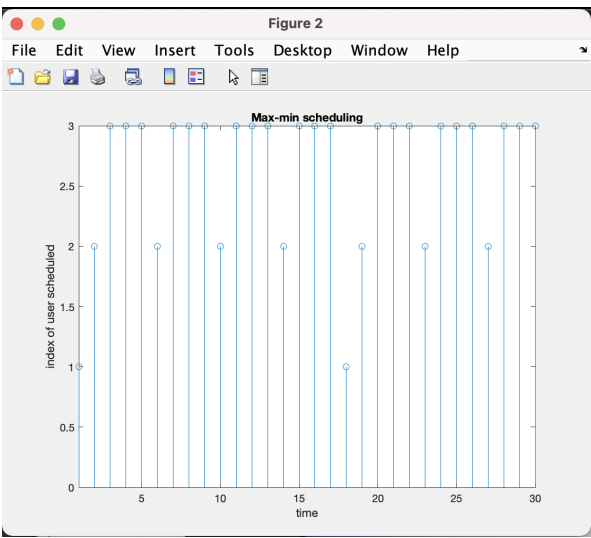 Figure 2
File Edit View Insert Tools Desktop Window Help
Max-min scheduling
3
2.5
2
1.5
1
0.5
0
index of user scheduled
5 10 15 20 25 30
time